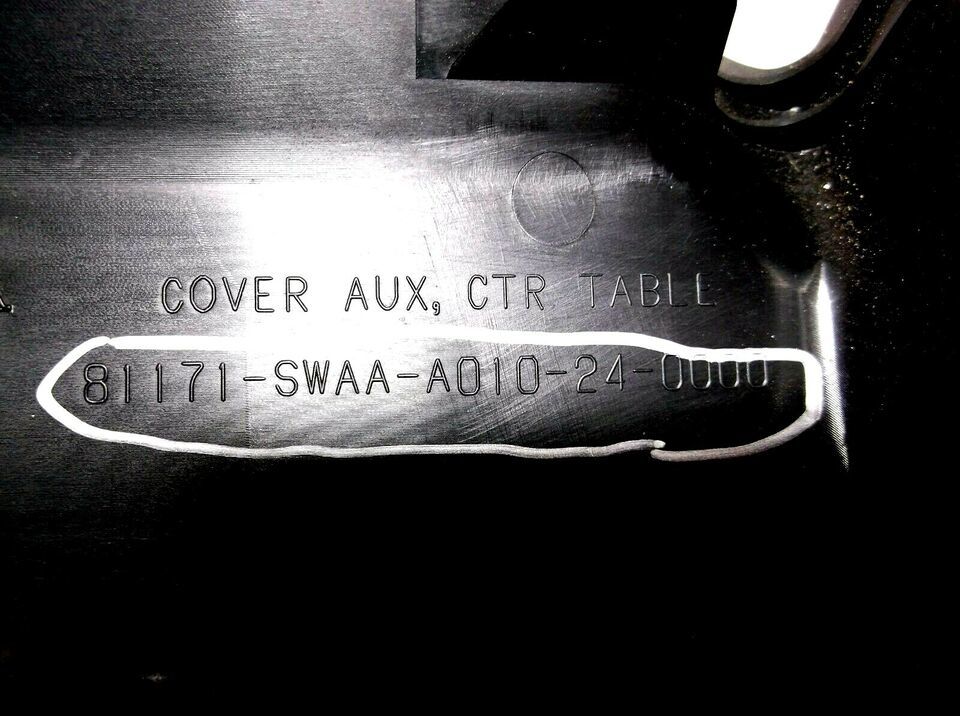 COVER AUX, CTR TABLE
81171-SWAA-A010-24-0000